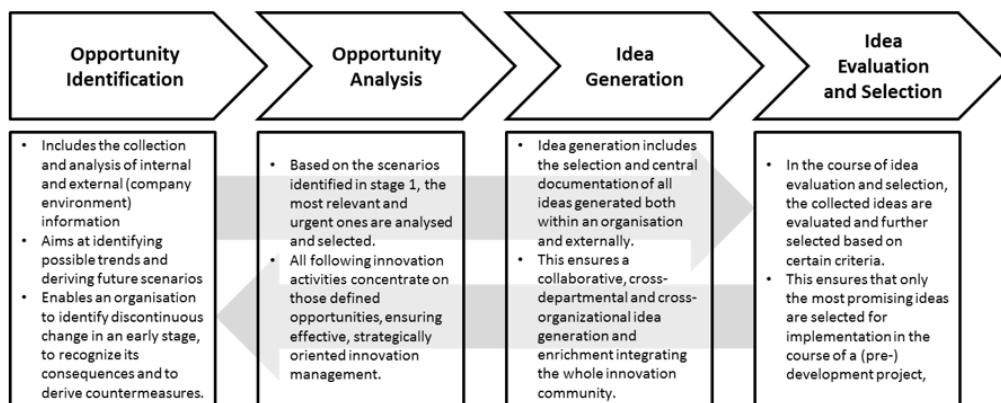 Opportunity
Identification
Opportunity
Analysis
Idea
Generation
Idea
Evaluation
and Selection
• Includes the collection
and analysis of internal
and external (company
environment)
information
• Aims at identifying
possible trends and
deriving future scenarios
• Enables an organisation
to identify discontinuous
change in an early stage,
to recognize its
consequences and to
derive countermeasures.
• Based on the scenarios
identified in stage 1, the
most relevant and
urgent ones are analysed
and selected.
• All following innovation
activities concentrate on
those defined
opportunities, ensuring
effective, strategically
oriented innovation
management.
• Idea generation includes
the selection and central
documentation of all
ideas generated both
within an organisation
and externally.
• This ensures a
collaborative, cross-
departmental and cross-
organizational idea
generation and
enrichment integrating
the whole innovation
community.
• In the course of idea
evaluation and selection,
the collected ideas are
evaluated and further
selected based on
certain criteria.
• This ensures that only
the most promising ideas
are selected for
implementation in the
course of a (pre-)
development project,